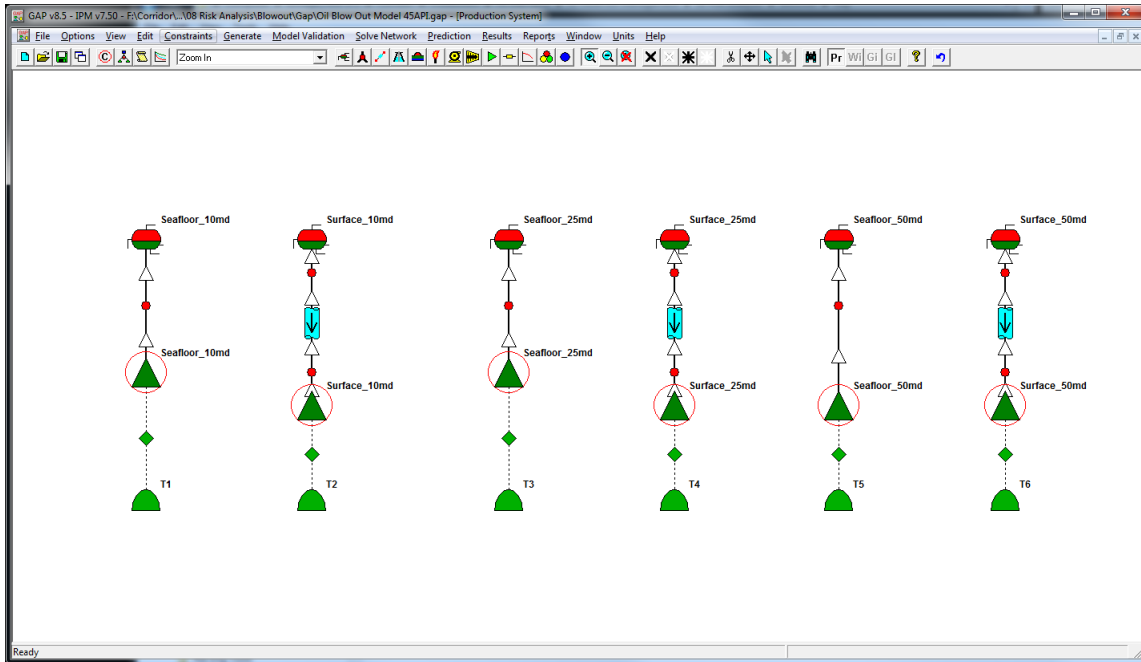 GAP v8.5 - IPM v7.50 - F:\Corridor\...\08 Risk Analysis\Blowout\Gap\Oil Blow Out Model 45API.gap - [Production System]
File Options View Edit Constraints Generate Model Validation Solve Network Prediction Results Reports Window Units Help
Zoom In Pr Wi GI GI
Seafloor_10md Surface_10md Seafloor_25md Surface_25md Seafloor_50md Surface_50md
Seafloor_10md Seafloor_25md
Surface_10md Surface_25md Seafloor_50md Surface_50md
T1 T2 T3 T4 T5 T6
Ready